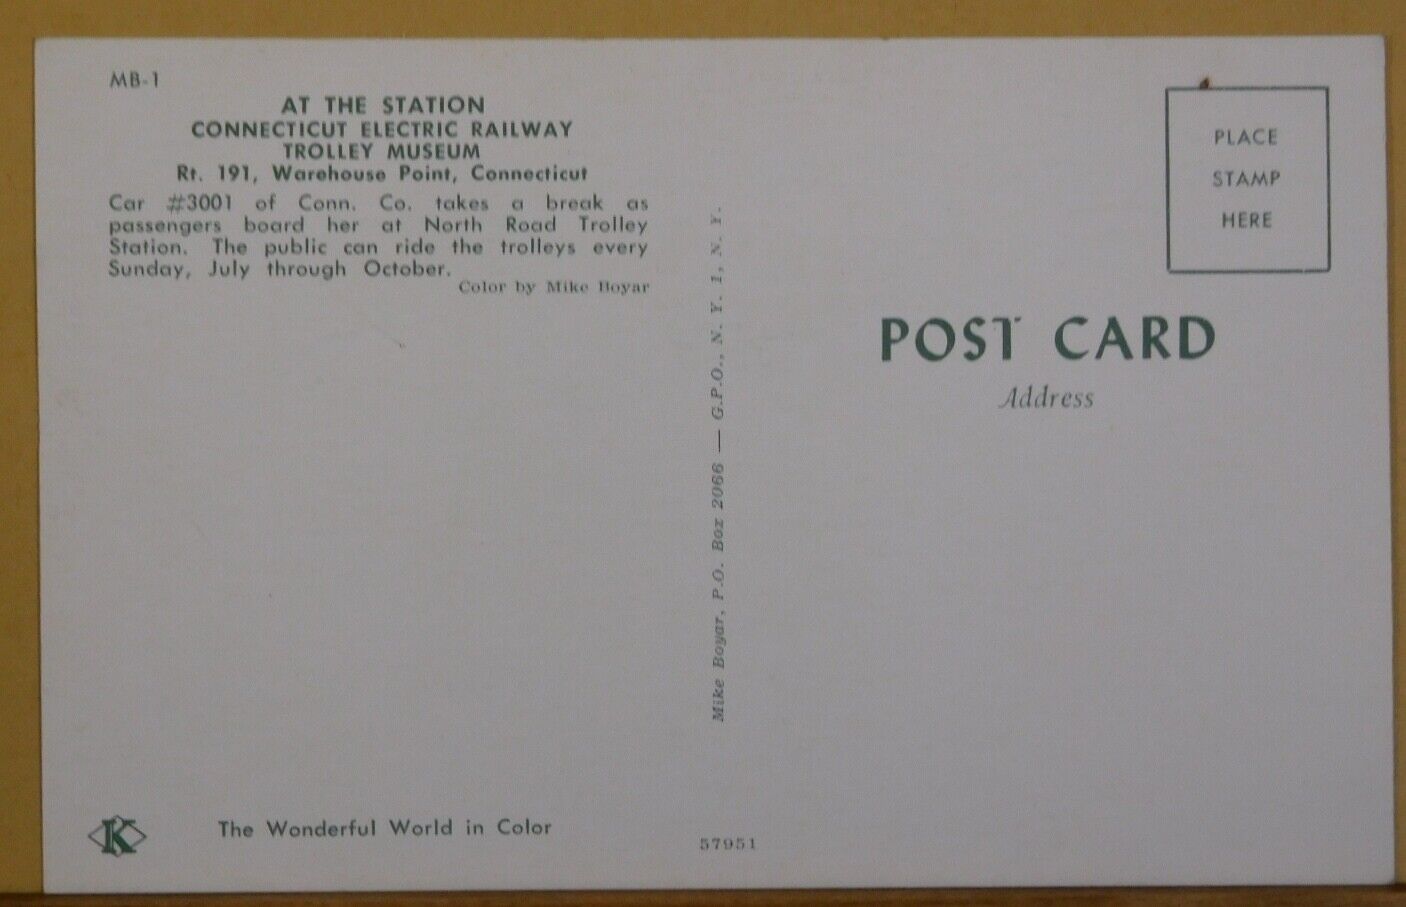 MB-1
AT THE STATION
CONNECTICUT ELECTRIC RAILWAY
TROLLEY MUSEUM
Rt. 191, Warehouse Point, Connecticut
Car #3001 of Conn. Co. takes a break as
passengers board her at North Road Trolley
Station. The public can ride the trolleys every
Sunday, July through October.
Color by Mike Boyar
Mike Boyar, P.O. Box 2066 — G.P.O., N. Y. 1, N. Y.
PLACE
STAMP
HERE
POST CARD
Address
K
The Wonderful World in Color
57951